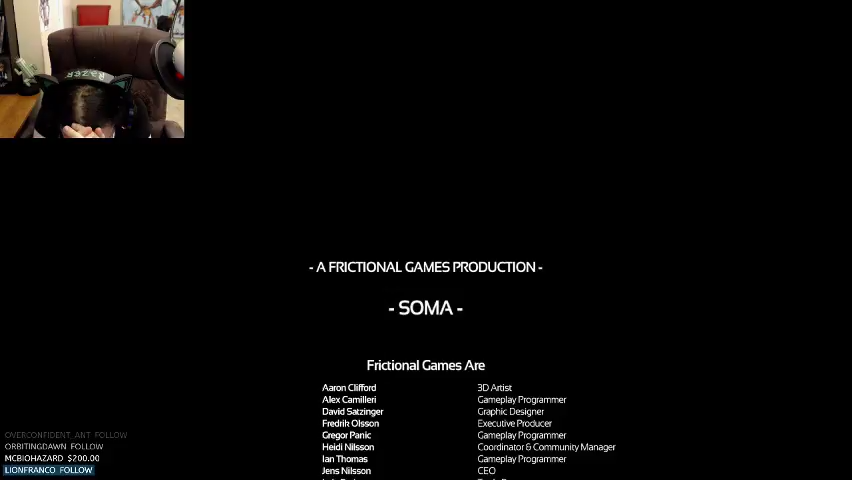 RAZER
- A FRICTIONAL GAMES PRODUCTION -
- SOMA -
Frictional Games Are
Aaron Clifford 3D Artist
Alex Camilleri Gameplay Programmer
David Satzinger Graphic Designer
Fredrik Olsson Executive Producer
Gregor Panic Gameplay Programmer
Heidi Nilsson Coordinator & Community Manager
Ian Thomas Gameplay Programmer
Jens Nilsson CEO
OVERCONFIDENT_ANT FOLLOW
ORBITINGDAWN FOLLOW
MCBIOHAZARD $200.00
LIONFRANCO FOLLOW